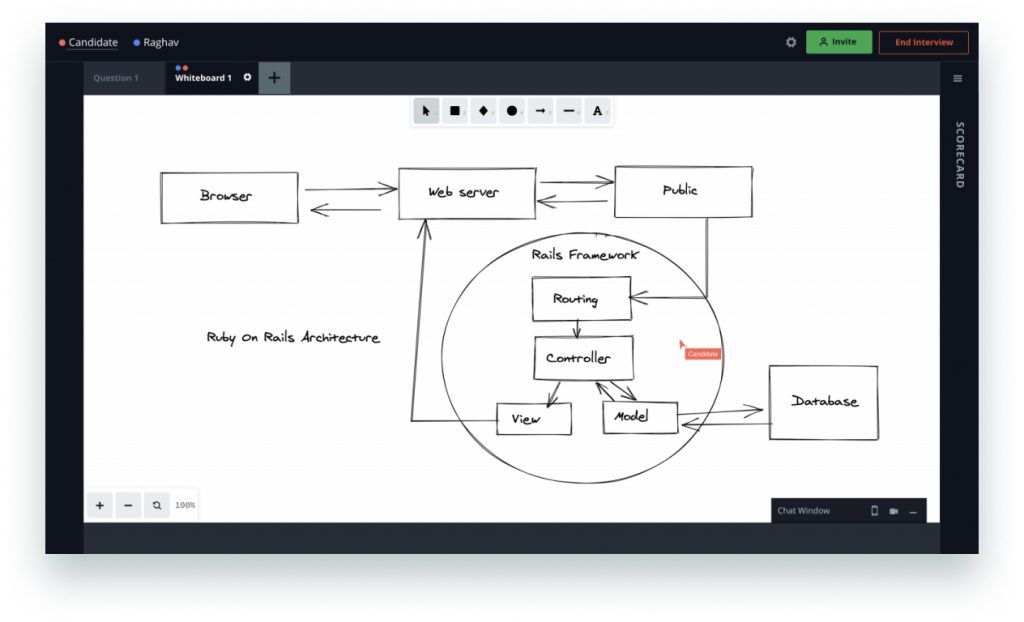 Candidate Raghav Invite End Interview
Question 1 Whiteboard 1
SCORECARD
A
Browser
Web server
Public
Rails Framework
Routing
Ruby On Rails Architecture
Controller
Candidate
View
Model
Database
100%
Chat Window